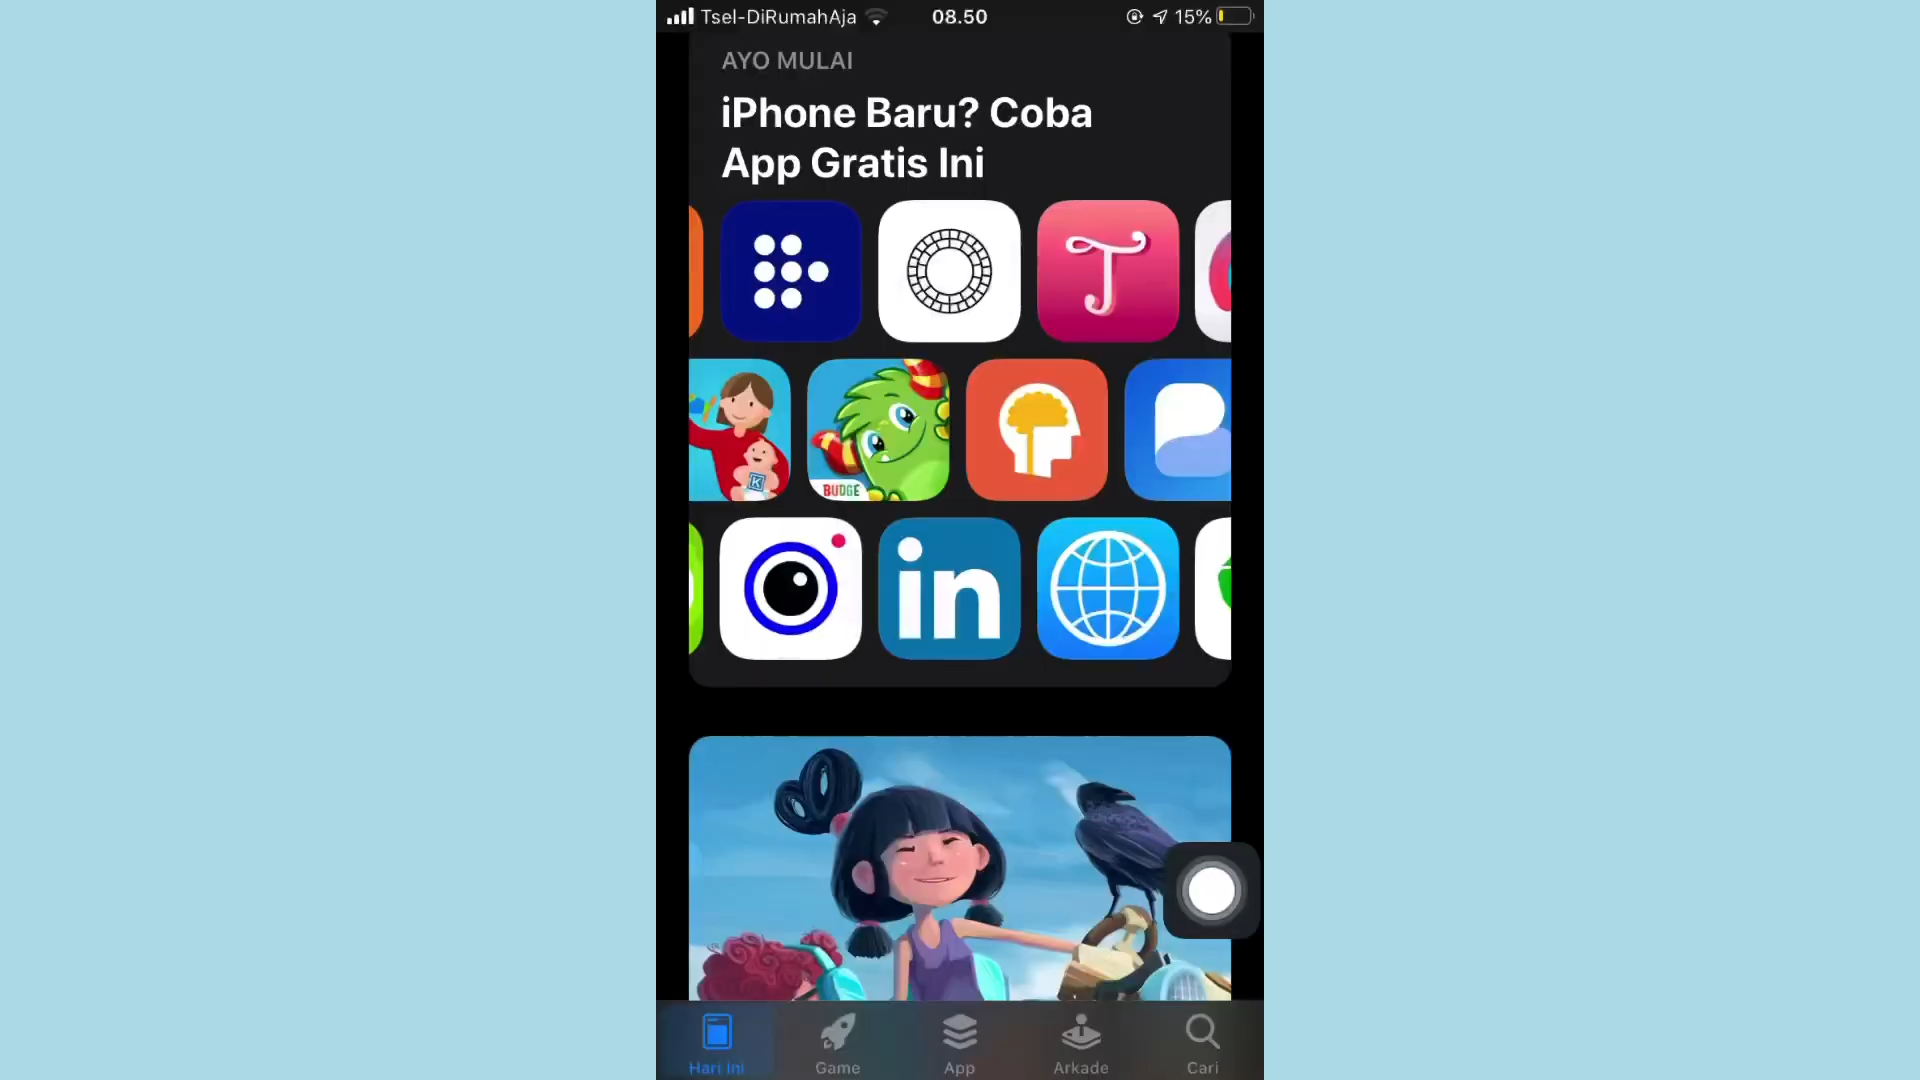 Tsel-DiRumahAja 08.50 15%
AYO MULAI
iPhone Baru? Coba
App Gratis Ini
T
K
BUDGE
B
in
Hari ini Game App Arkade Cari